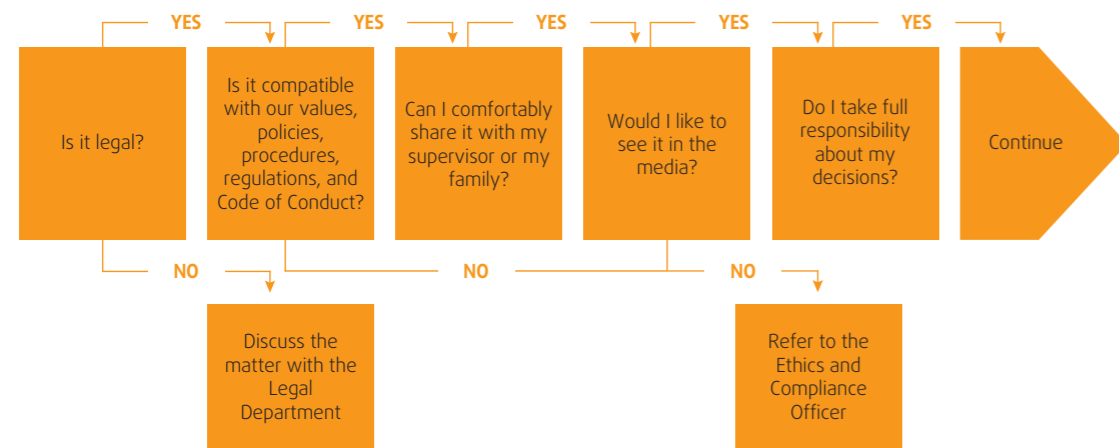 YES
YES
YES
YES
YES
Is it legal?
Is it compatible
with our values,
policies,
procedures,
regulations, and
Code of Conduct?
Can I comfortably
share it with my
supervisor or my
family?
Would I like to
see it in the
media?
Do I take full
responsibility
about my
decisions?
Continue
NO
NO
NO
Discuss the
matter with the
Legal
Department
Refer to the
Ethics and
Compliance
Officer